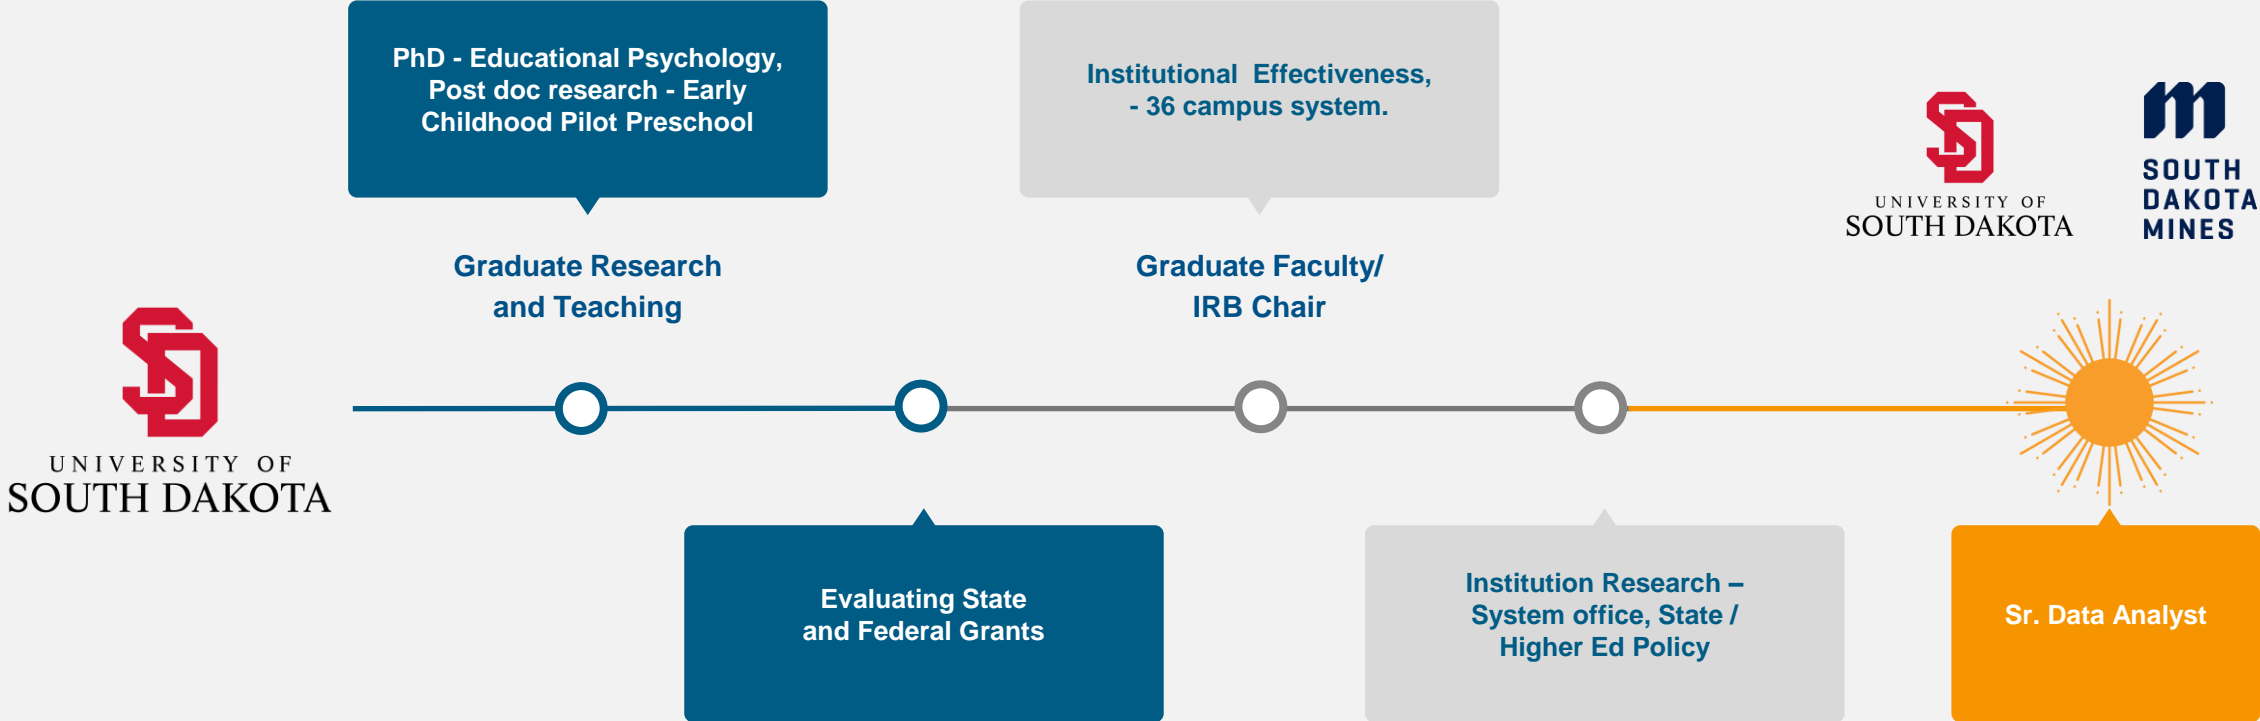 PhD - Educational Psychology,
Post doc research - Early
Childhood Pilot Preschool
Institutional  Effectiveness,
- 36 campus system.
UNIVERSITY OF
SOUTH DAKOTA
SOUTH
DAKOTA
MINES
Graduate Research
and Teaching
Graduate Faculty/
IRB Chair
UNIVERSITY OF
SOUTH DAKOTA
Evaluating State
and Federal Grants
Institution Research –
System office, State /
Higher Ed Policy
Sr. Data Analyst